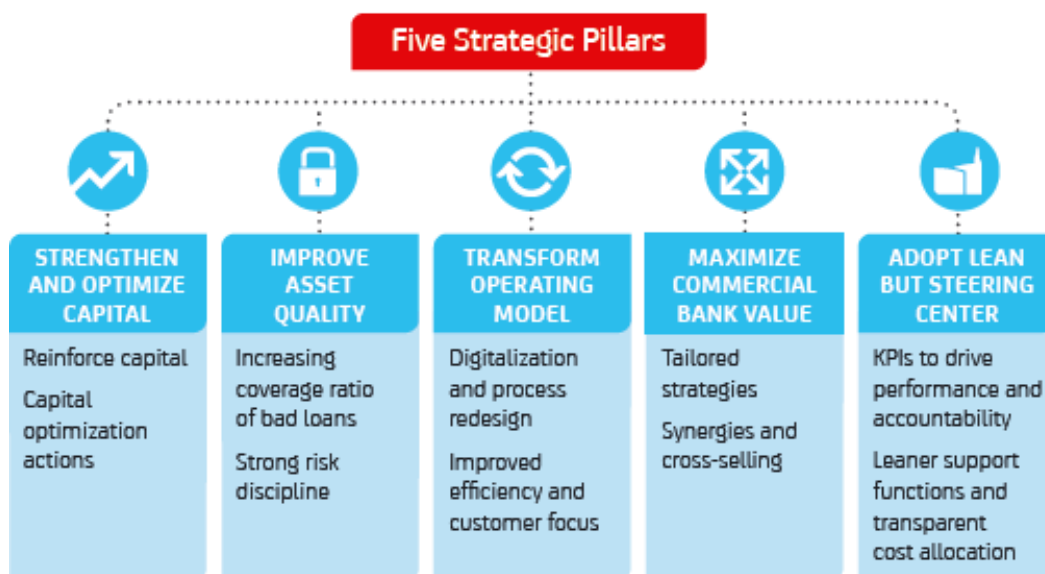 Five Strategic Pillars
STRENGTHEN
AND OPTIMIZE
CAPITAL
Reinforce capital
Capital
optimization
actions
IMPROVE
ASSET
QUALITY
Increasing
coverage ratio
of bad loans
Strong risk
discipline
TRANSFORM
OPERATING
MODEL
Digitalization
and process
redesign
Improved
efficiency and
customer focus
MAXIMIZE
COMMERCIAL
BANK VALUE
Tailored
strategies
Synergies and
cross-selling
ADOPT LEAN
BUT STEERING
CENTER
KPIs to drive
performance and
accountability
Leaner support
functions and
transparent
cost allocation